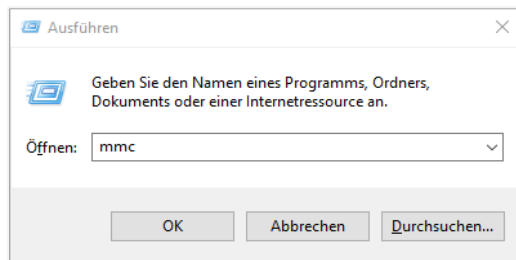 Ausführen
Geben Sie den Namen eines Programms, Ordners,
Dokuments oder einer Internetressource an.
Öffnen: mmc
OK Abbrechen Durchsuchen...